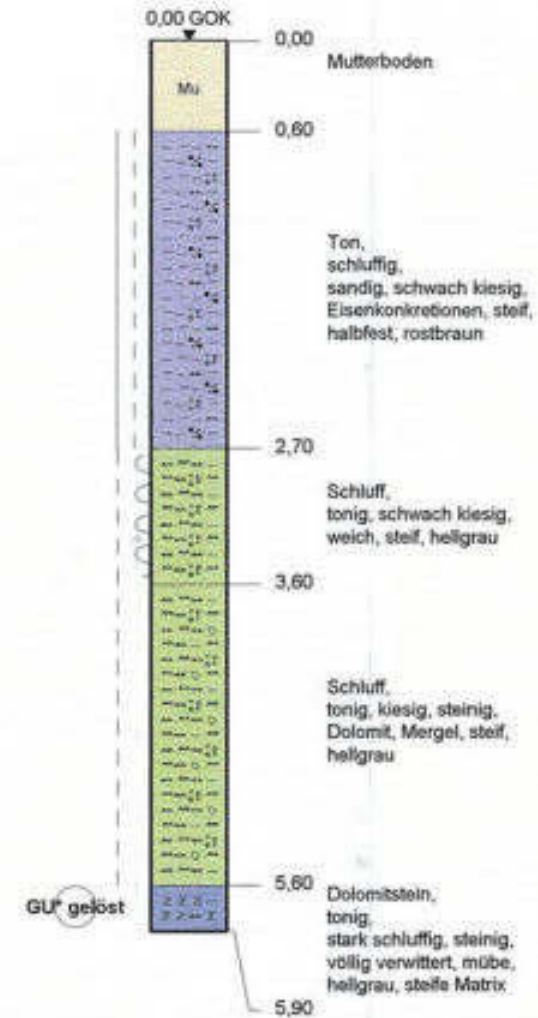 0,00 GOK
0,00
Mutterboden
Mu
0,60
Ton,
schluffig,
sandig, schwach kiesig,
Eisenkonkretionen, steif,
halbfest, rostbraun
2,70
Schluff,
tonig, schwach kiesig,
weich, steif, hellgrau
3,60
Schluff,
tonig, kiesig, steinig,
Dolomit, Mergel, steif,
hellgrau
5,60
GU* gelöst
Dolomitstein,
tonig,
stark schluffig, steinig,
völlig verwittert, mübe,
hellgrau, steife Matrix
5,90